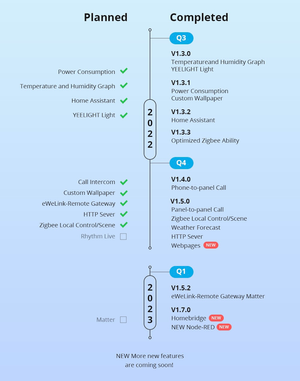 Planned Completed
Q3
V1.3.0
Temperatureand Humidity Graph
YEELIGHT Light
Power Consumption
V1.3.1
Temperature and Humidity Graph
Power Consumption
Custom Wallpaper
Home Assistant
V1.3.2
YEELIGHT Light
Home Assistant
2022
V1.3.3
Optimized Zigbee Ability
Q4
V1.4.0
Call Intercom
Phone-to-panel Call
Custom Wallpaper
V1.5.0
eWeLink-Remote Gateway
Panel-to-panel Call
HTTP Sever
Zigbee Local Control/Scene
Zigbee Local Control/Scene
Weather Forecast
Rhythm Live
HTTP Sever
Webpages NEW
Q1
2023
V1.5.2
eWeLink-Remote Gateway Matter
V1.7.0
Matter
Homebridge NEW
NEW Node-RED NEW
NEW More new features
are coming soon!